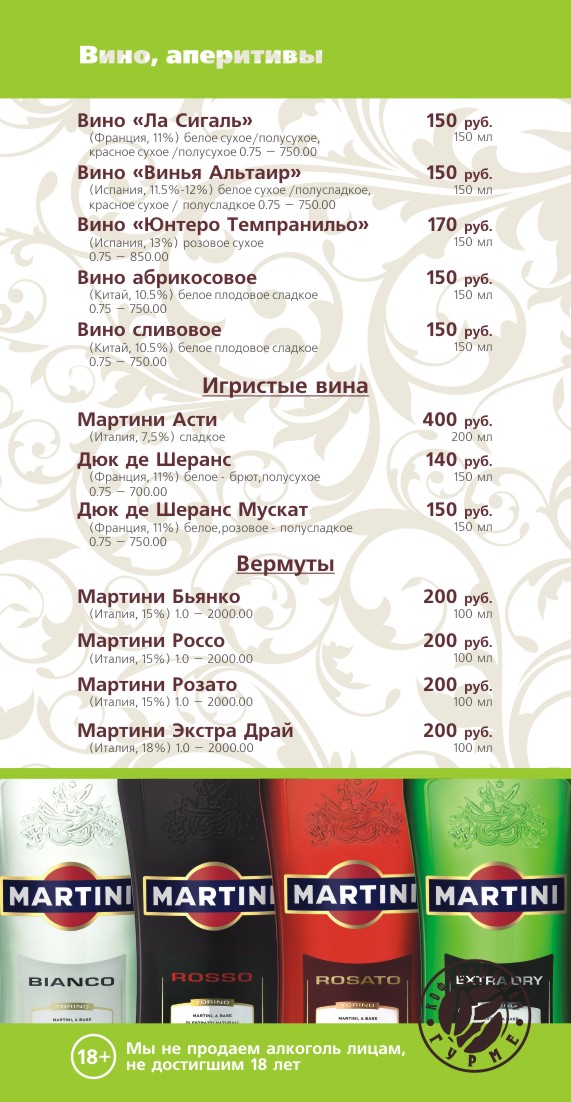 Вино, аперитивы
Вино «Ла Сигаль» 150 руб.
(Франция, 11%) белое сухое/полусухое, 150 мл
красное сухое /полусухое 0.75 – 750.00
Вино «Винья Альтаир» 150 руб.
(Испания, 11.5%-12%) белое сухое /полусладкое, 150 мл
красное сухое / полусладкое 0.75 – 750.00
Вино «Юнтеро Темпранильо» 170 руб.
(Испания, 13%) розовое сухое 150 мл
0.75 – 850.00
Вино абрикосовое 150 руб.
(Китай, 10.5%) белое плодовое сладкое 150 мл
0.75 – 750.00
Вино сливовое 150 руб.
(Китай, 10.5%) белое плодовое сладкое 150 мл
0.75 – 750.00
Игристые вина
Мартини Асти 400 руб.
(Италия, 7,5%) сладкое 200 мл
Дюк де Шеранс 140 руб.
(Франция, 11%) белое - брют,полусухое 150 мл
0.75 – 700.00
Дюк де Шеранс Мускат 150 руб.
(Франция, 11%) белое,розовое - полусладкое 150 мл
0.75 – 750.00
Вермуты
Мартини Бьянко 200 руб.
(Италия, 15%) 1.0 – 2000.00 100 мл
Мартини Россо 200 руб.
(Италия, 15%) 1.0 – 2000.00 100 мл
Мартини Розато 200 руб.
(Италия, 15%) 1.0 – 2000.00 100 мл
Мартини Экстра Драй 200 руб.
(Италия, 18%) 1.0 – 2000.00 100 мл
MARTINI MARTINI MARTINI MARTINI
BIANCO ROSSO ROSATO EXTRA DRY
TORINO TORINO TORINO
MARTINI, A BASE MARTINI, A BASE MARTINI, A BASE
ГУРМЕ
18+ Мы не продаем алкоголь лицам,
не достигшим 18 лет